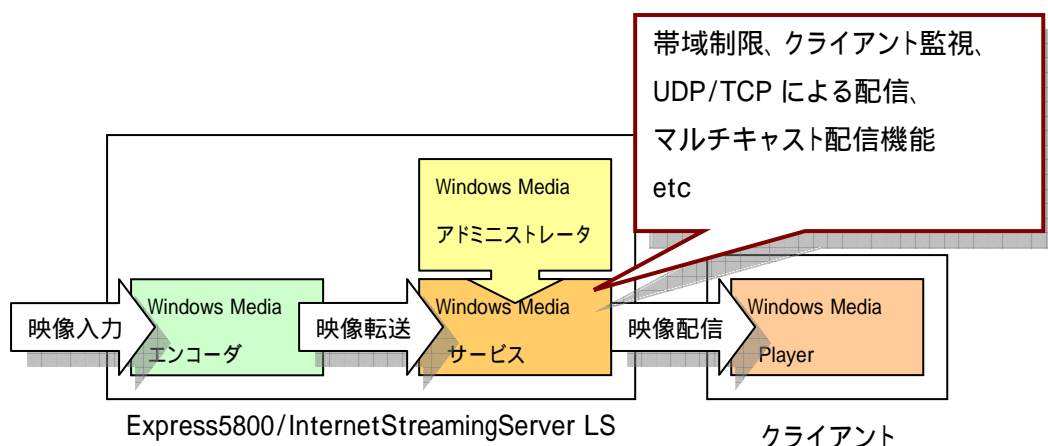 帯域制限、クライアント監視、
UDP/TCP による配信、
マルチキャスト配信機能
etc
Windows Media
アドミニストレータ
映像入力
Windows Media
エンコーダ
映像転送
Windows Media
サービス
映像配信
Windows Media
Player
Express5800/InternetStreamingServer LS
クライアント